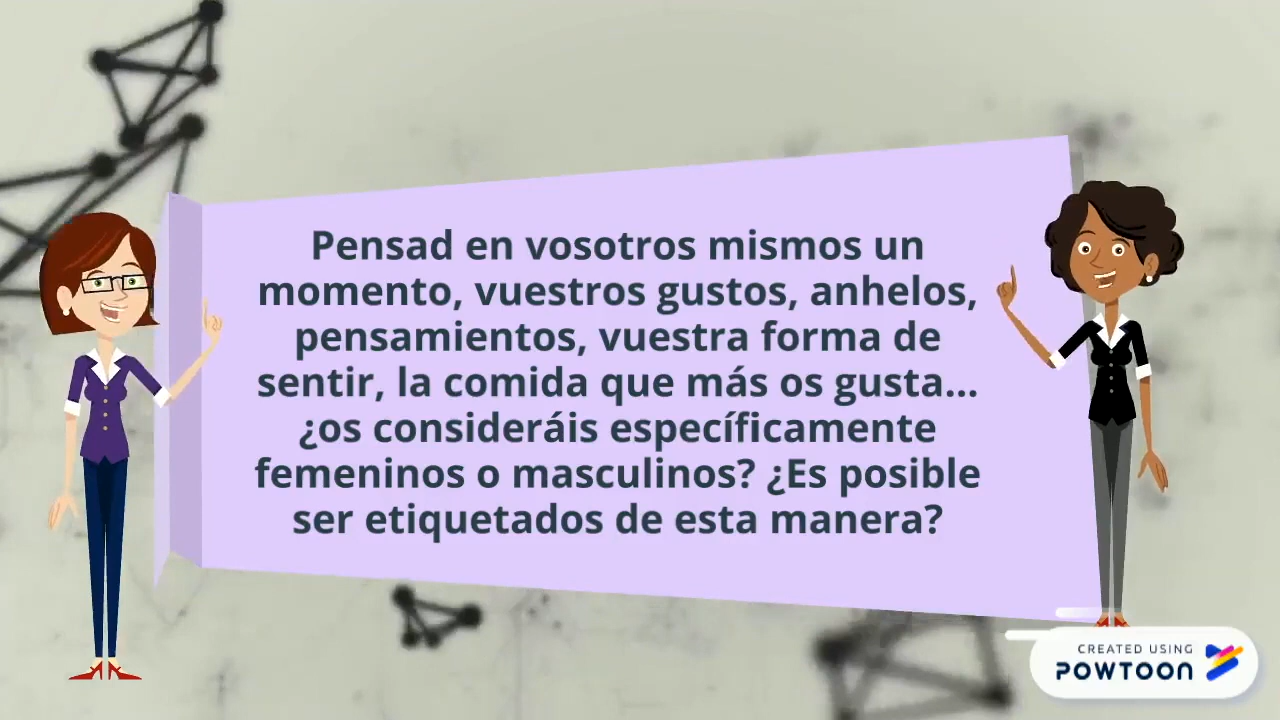 Pensad en vosotros mismos un
momento, vuestros gustos, anhelos,
pensamientos, vuestra forma de
sentir, la comida que más os gusta...
¿os consideráis específicamente
femeninos o masculinos? ¿Es posible
ser etiquetados de esta manera?
CREATED USING
POWTOON